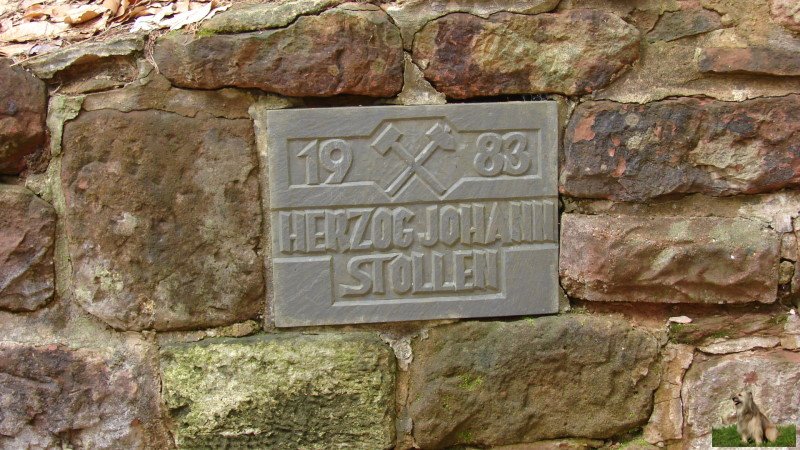 19 83
HERZOG JOHANN
STOLLEN